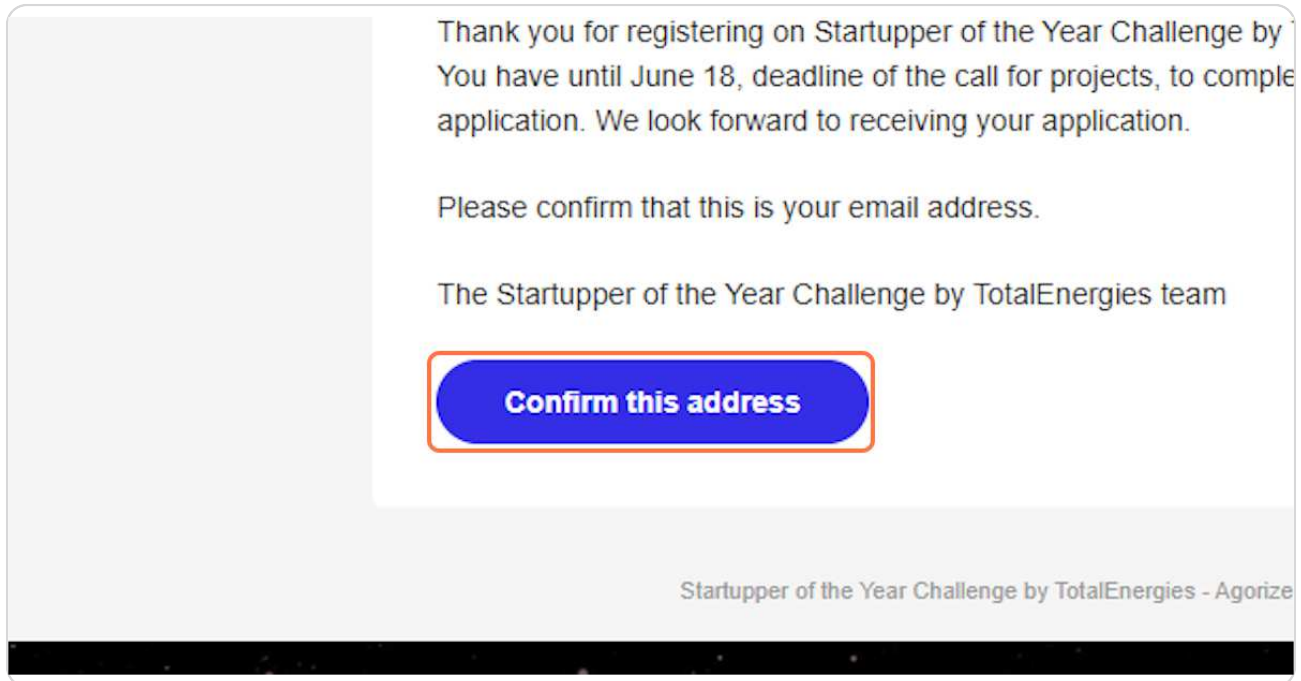 Thank you for registering on Startupper of the Year Challenge by
You have until June 18, deadline of the call for projects, to comple
application. We look forward to receiving your application.
Please confirm that this is your email address.
The Startupper of the Year Challenge by TotalEnergies team
Confirm this address
Startupper of the Year Challenge by TotalEnergies - Agorize